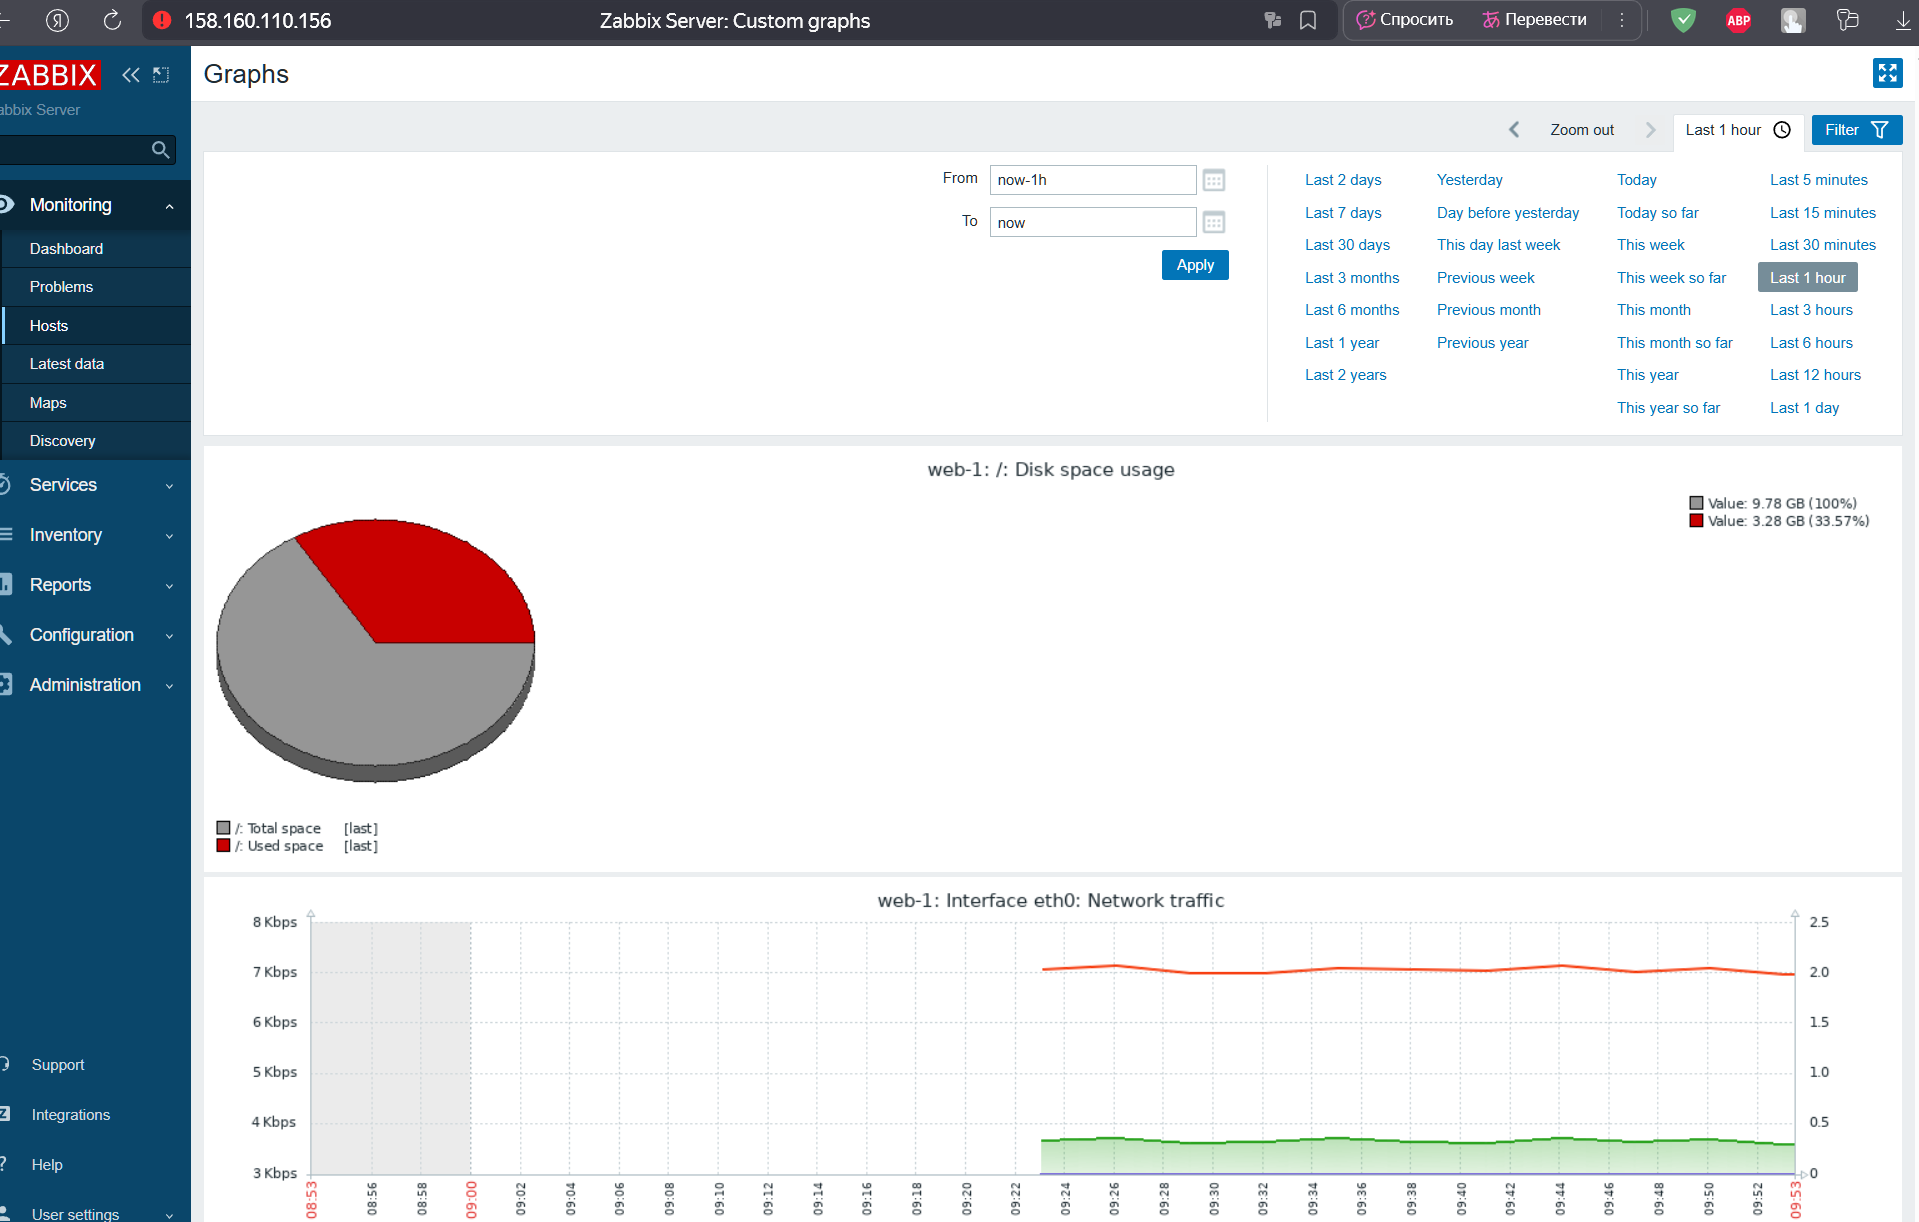 158.160.110.156
Zabbix Server: Custom graphs
Спросить
Перевести
ABP
ZABBIX
abbix Server
Monitoring
Dashboard
Problems
Hosts
Latest data
Maps
Discovery
Services
Inventory
Reports
Configuration
Administration
Support
Integrations
Help
User settings
Graphs
Zoom out
Last 1 hour
Filter
From
now-1h
To
now
Apply
Last 2 days Yesterday Today Last 5 minutes
Last 7 days Day before yesterday Today so far Last 15 minutes
Last 30 days This day last week This week Last 30 minutes
Last 3 months Previous week This week so far Last 1 hour
Last 6 months Previous month This month Last 3 hours
Last 1 year Previous year This month so far Last 6 hours
Last 2 years This year Last 12 hours
This year so far Last 1 day
web-1: /: Disk space usage
Value: 9.78 GB (100%)
Value: 3.28 GB (33.57%)
/: Total space [last]
/: Used space [last]
web-1: Interface eth0: Network traffic
8 Kbps 2.5
7 Kbps 2.0
6 Kbps 1.5
5 Kbps 1.0
4 Kbps 0.5
3 Kbps 0
08:53 08:56 08:58 09:00 09:02 09:04 09:06 09:08 09:10 09:12 09:14 09:16 09:18 09:20 09:22 09:24 09:26 09:28 09:30 09:32 09:34 09:36 09:38 09:40 09:42 09:44 09:46 09:48 09:50 09:52 09:53